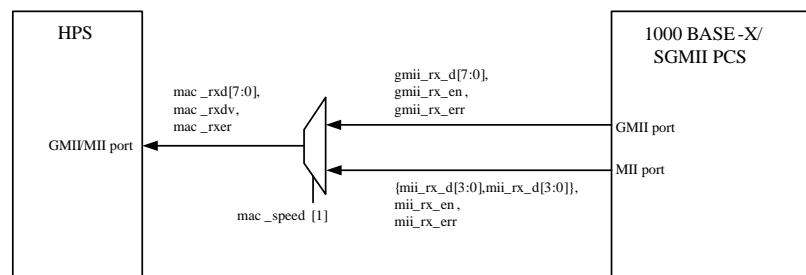 HPS
1000 BASE-X/
SGMII PCS
mac _rxd[7:0],
mac _rxdv,
mac _rxer
gmii_rx_d[7:0],
gmii_rx_en ,
gmii_rx_err
GMII/MII port
GMII port
MII port
{mii_rx_d[3:0],mii_rx_d[3:0]},
mii_rx_en ,
mii_rx_err
mac _speed [1]